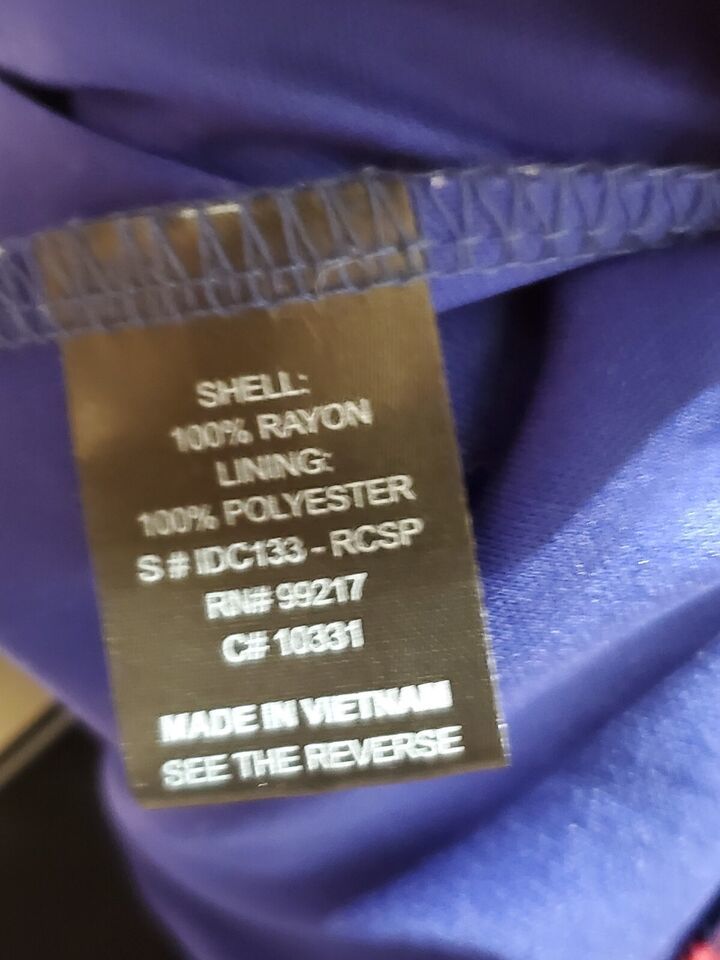 SHELL:
100% RAYON
LINING:
100% POLYESTER
S # IDC133 - RCSP
RN# 99217
C# 10331
MADE IN VIETNAM
SEE THE REVERSE